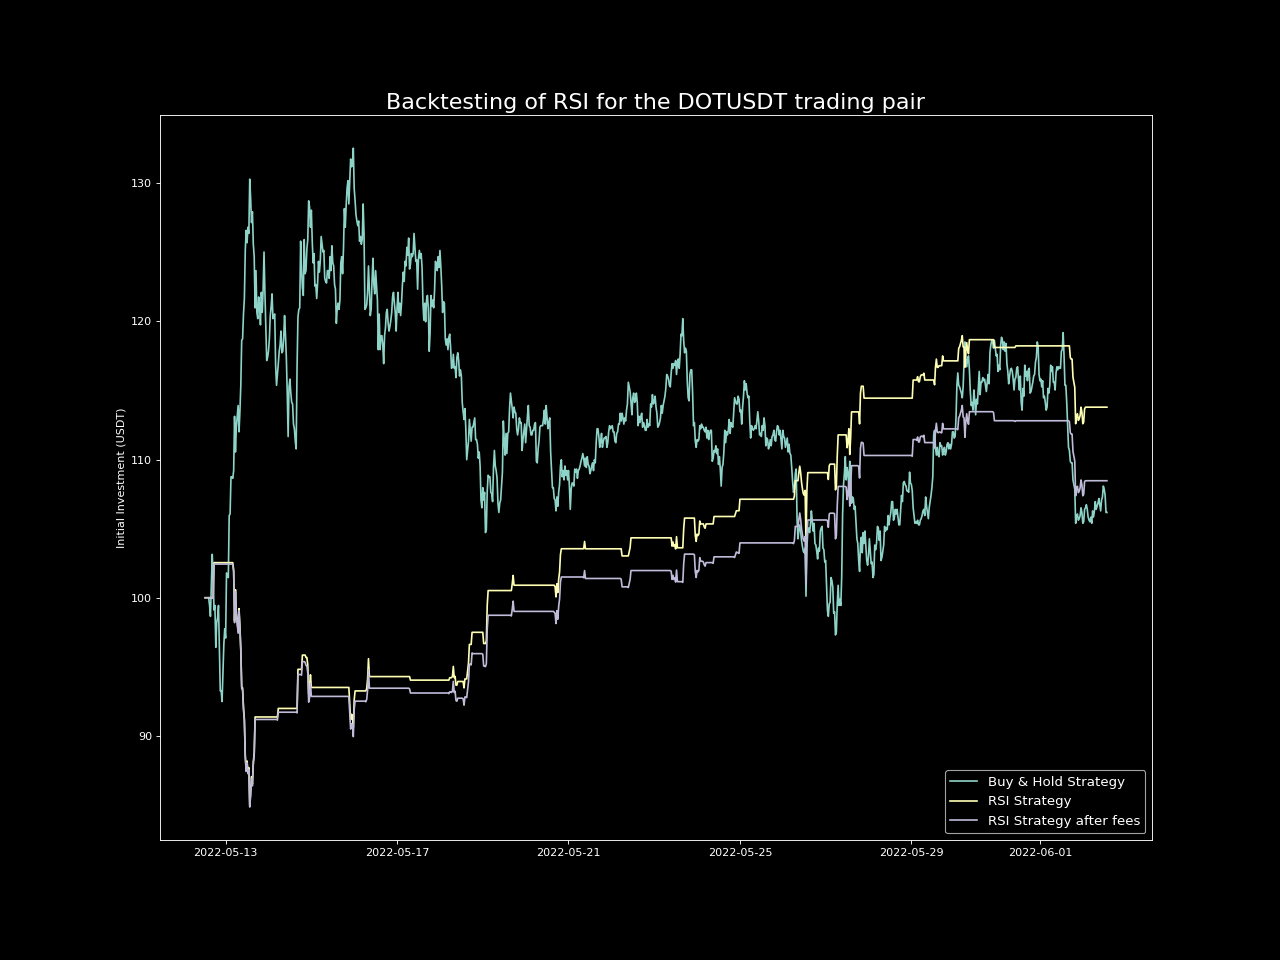 Backtesting of RSI for the DOTUSDT trading pair
Initial Investment (USDT)
130
120
110
100
90
2022-05-13
2022-05-17
2022-05-21
2022-05-25
2022-05-29
2022-06-01
Buy & Hold Strategy
RSI Strategy
RSI Strategy after fees